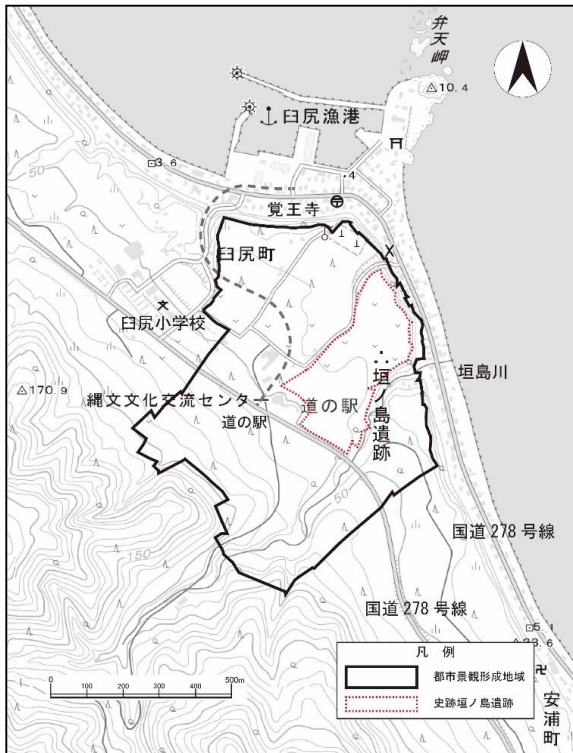 弁天岬
10.4
臼尻漁港
3.6
4
覚王寺
臼尻町
臼尻小学校
170.9
縄文文化交流センター
道の駅
道の駅
垣ノ島遺跡
垣島川
50
50
150
国道278号線
国道278号線
5.1
23.6
安浦町
凡 例
都市景観形成地域
史跡垣ノ島遺跡
0 100 200 500m